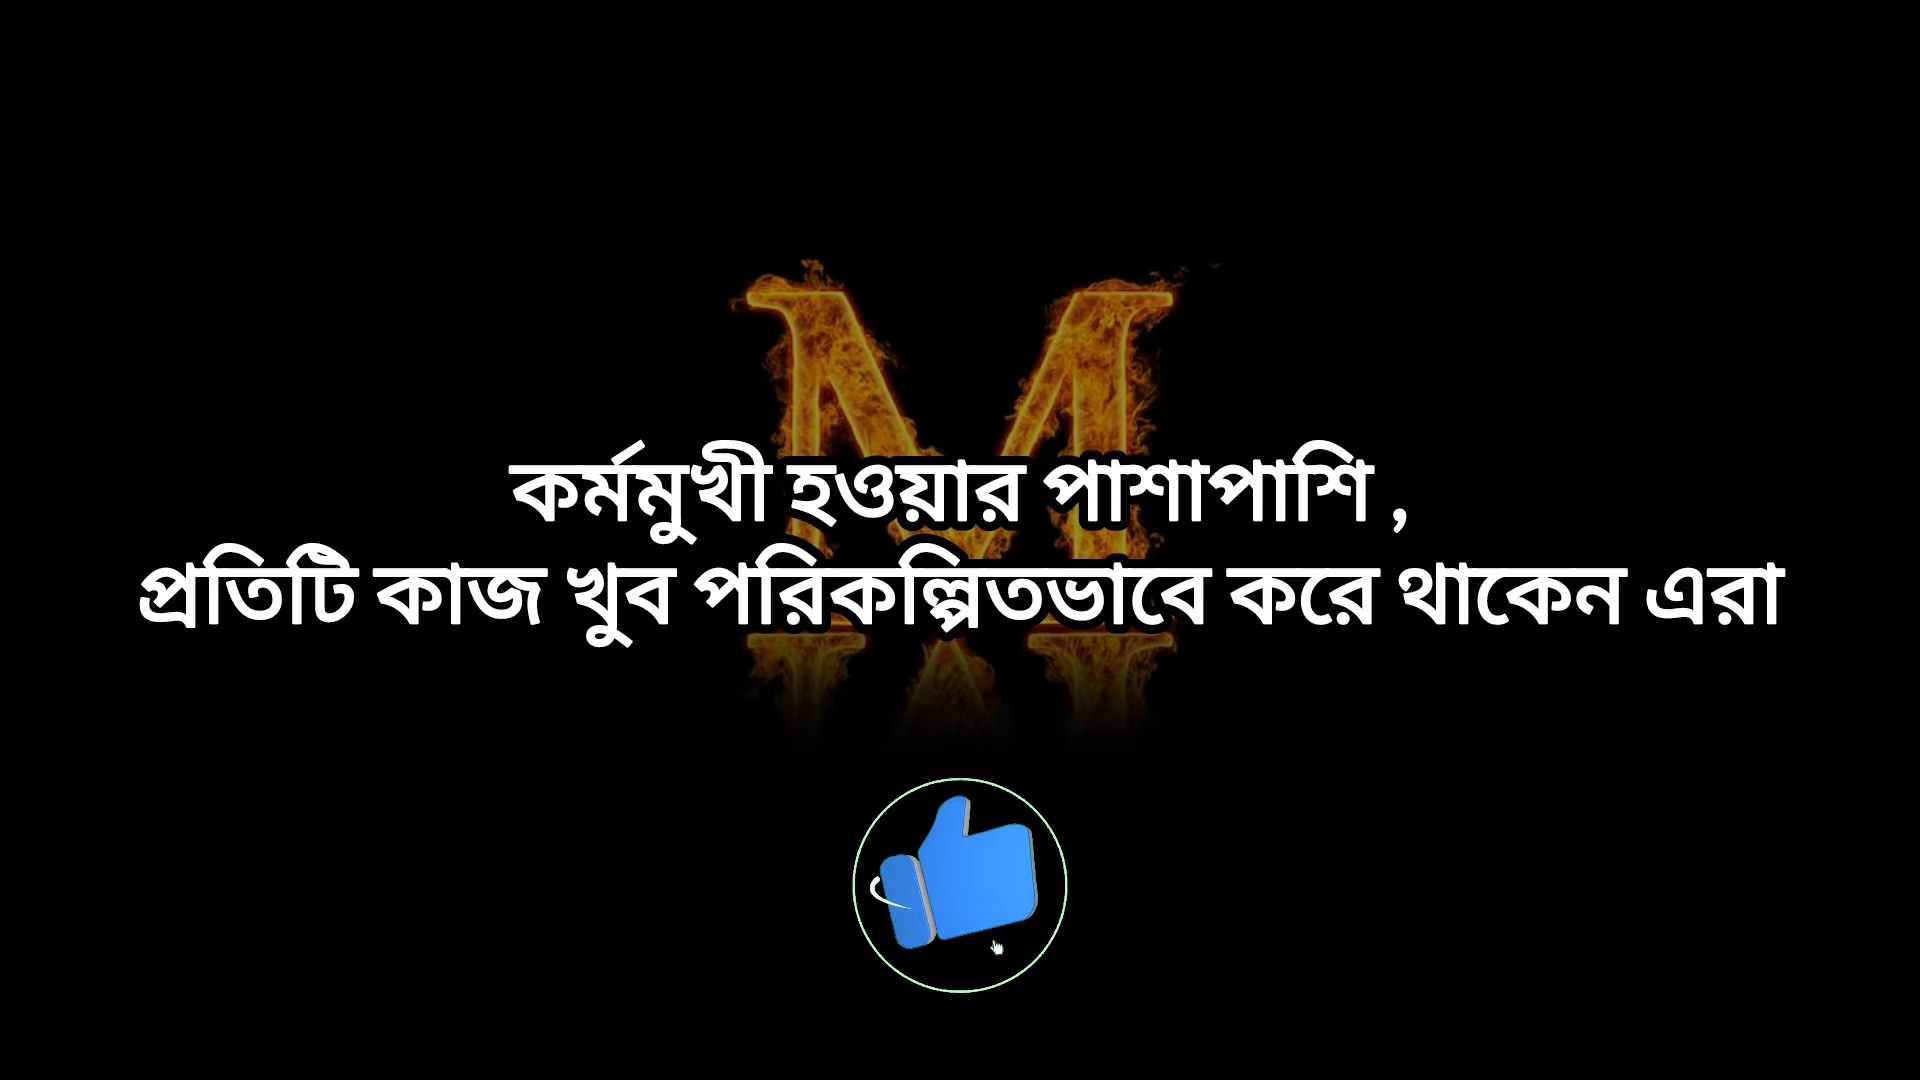 M
কর্মমুখী হওয়ার পাশাপাশি ,
প্রতিটি কাজ খুব পরিকল্পিতভাবে করে থাকেন এরা